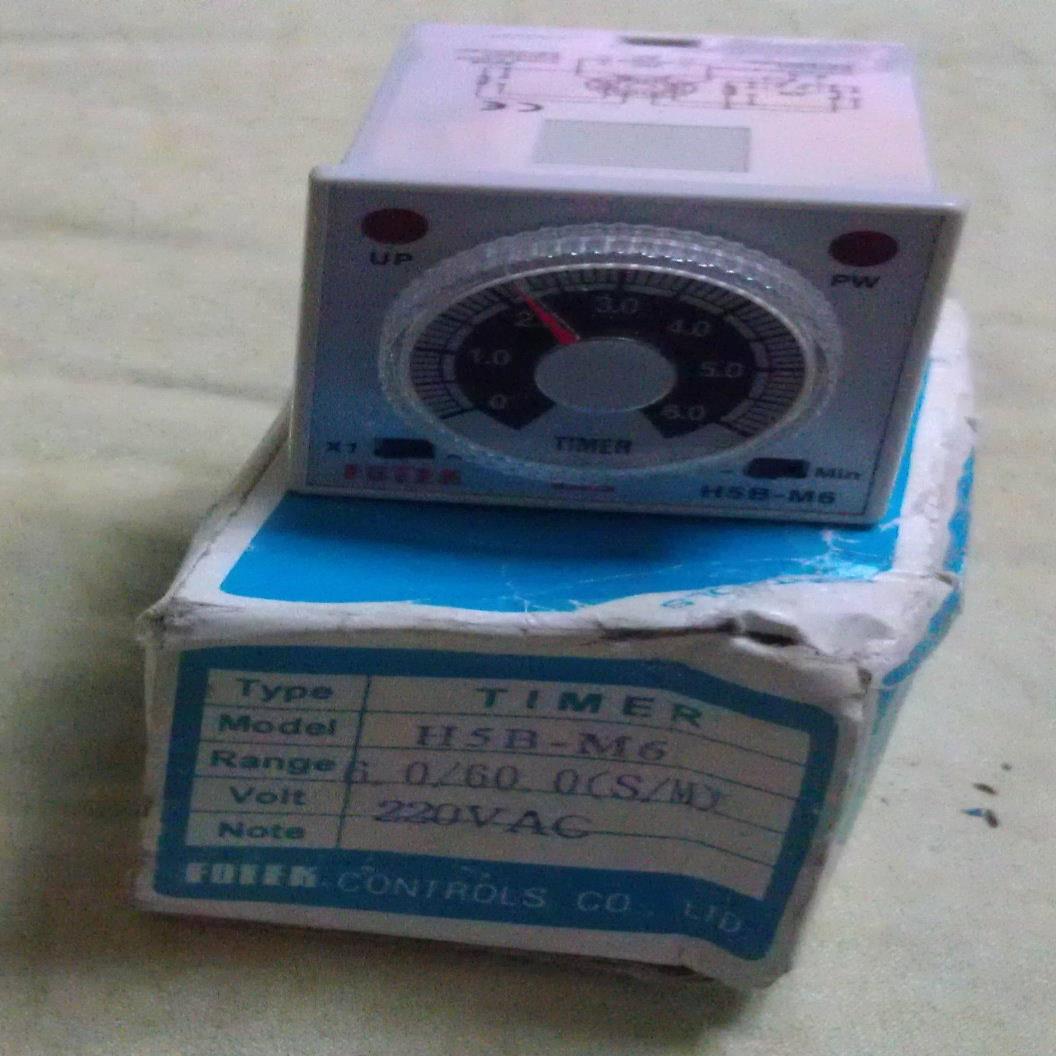 UP
PW
0
1.0
3.0
4.0
5.0
6.0
TIMER
X1
Min
FOTEK
H5B-M6
Type TIMER
Model H5B-M6
Range 6.0/60.0(S/M)
Volt 220VAC
Note
FOTEK CONTROLS CO., LTD.